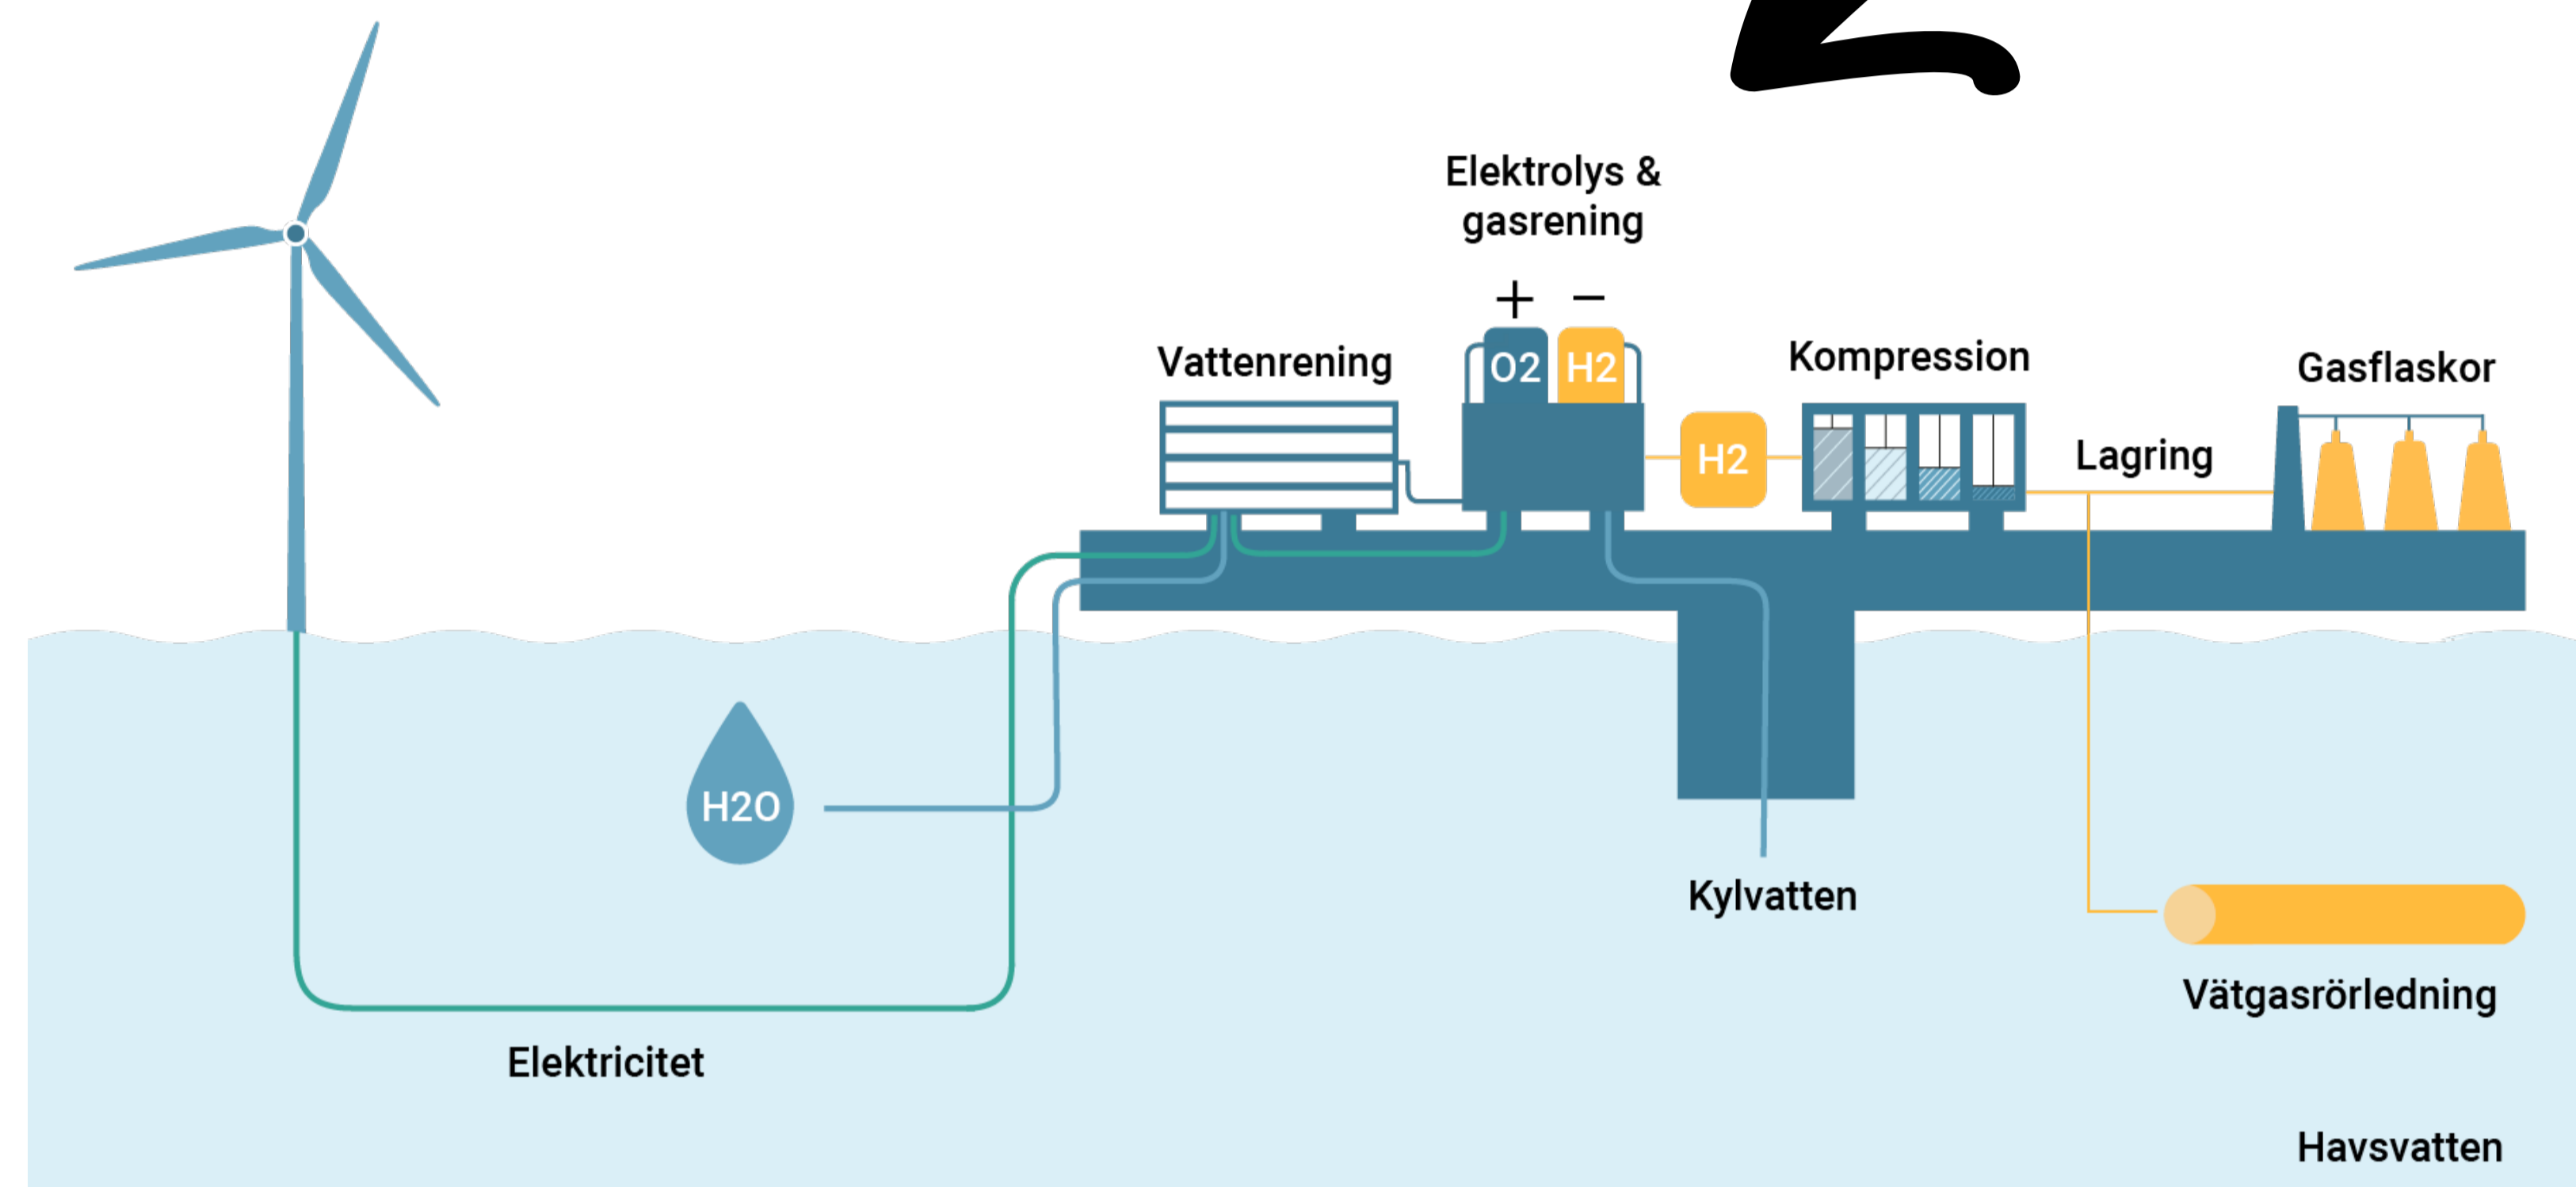 Elektrolys &
gasrening
+ −
O2 H2
Vattenrening
Kompression
Gasflaskor
H2
Lagring
H2O
Kylvatten
Vätgasrörledning
Elektricitet
Havsvatten